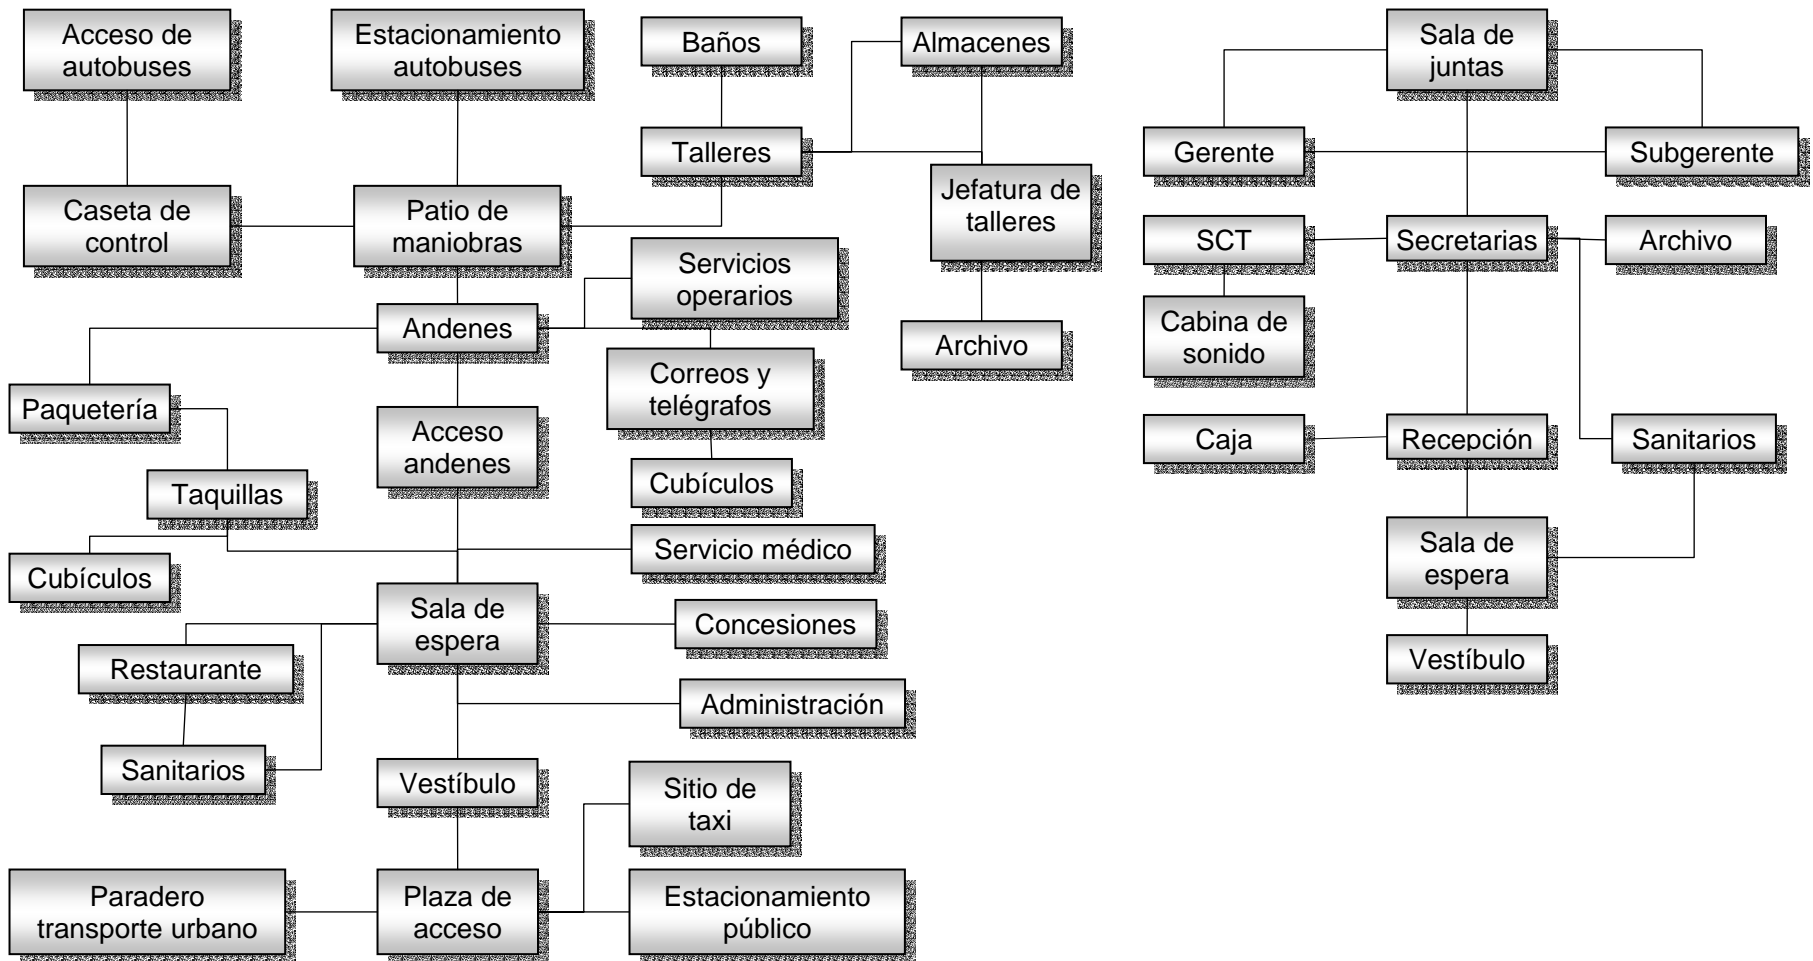 Acceso de
autobuses
Estacionamiento
autobuses
Baños
Almacenes
Talleres
Caseta de
control
Patio de
maniobras
Jefatura de
talleres
Servicios
operarios
Andenes
Archivo
Correos y
telégrafos
Paquetería
Acceso
andenes
Cubículos
Taquillas
Servicio médico
Cubículos
Sala de
espera
Concesiones
Restaurante
Administración
Sanitarios
Vestíbulo
Sitio de
taxi
Paradero
transporte urbano
Plaza de
acceso
Estacionamiento
público
Sala de
juntas
Gerente
Subgerente
SCT
Secretarias
Archivo
Cabina de
sonido
Caja
Recepción
Sanitarios
Sala de
espera
Vestíbulo